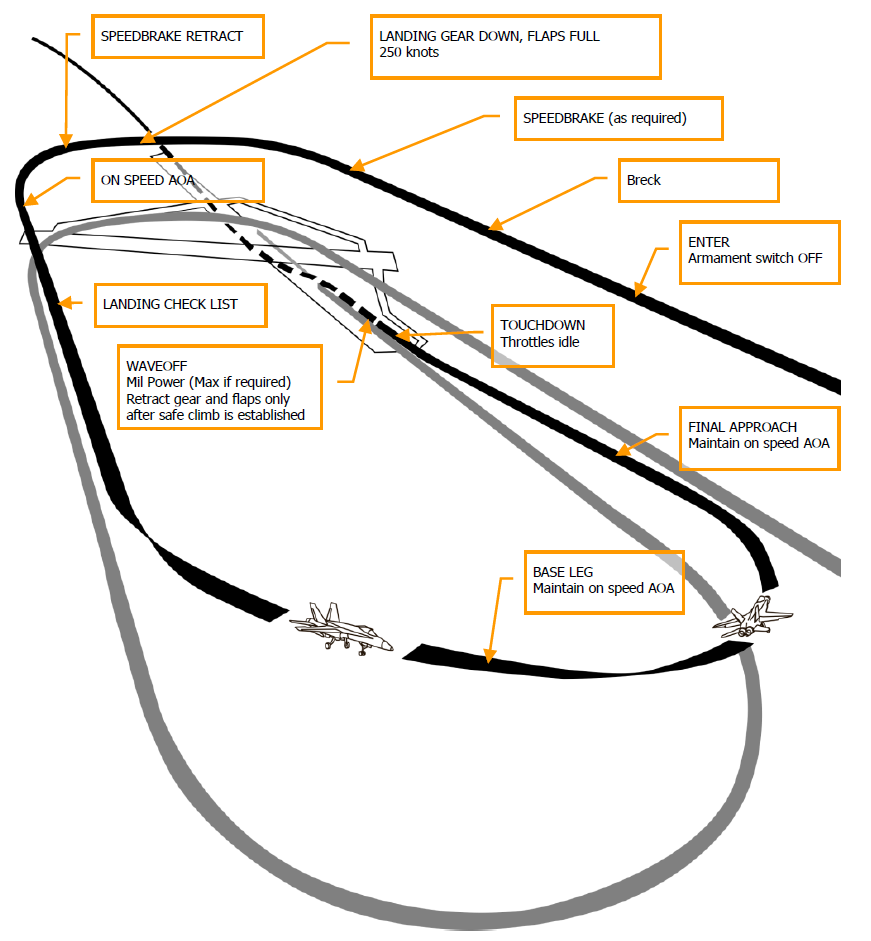 SPEEDBRAKE RETRACT
LANDING GEAR DOWN, FLAPS FULL
250 knots
SPEEDBRAKE (as required)
Breck
ON SPEED AOA
ENTER
Armament switch OFF
LANDING CHECK LIST
TOUCHDOWN
Throttles idle
WAVEOFF
Mil Power (Max if required)
Retract gear and flaps only
after safe climb is established
FINAL APPROACH
Maintain on speed AOA
BASE LEG
Maintain on speed AOA